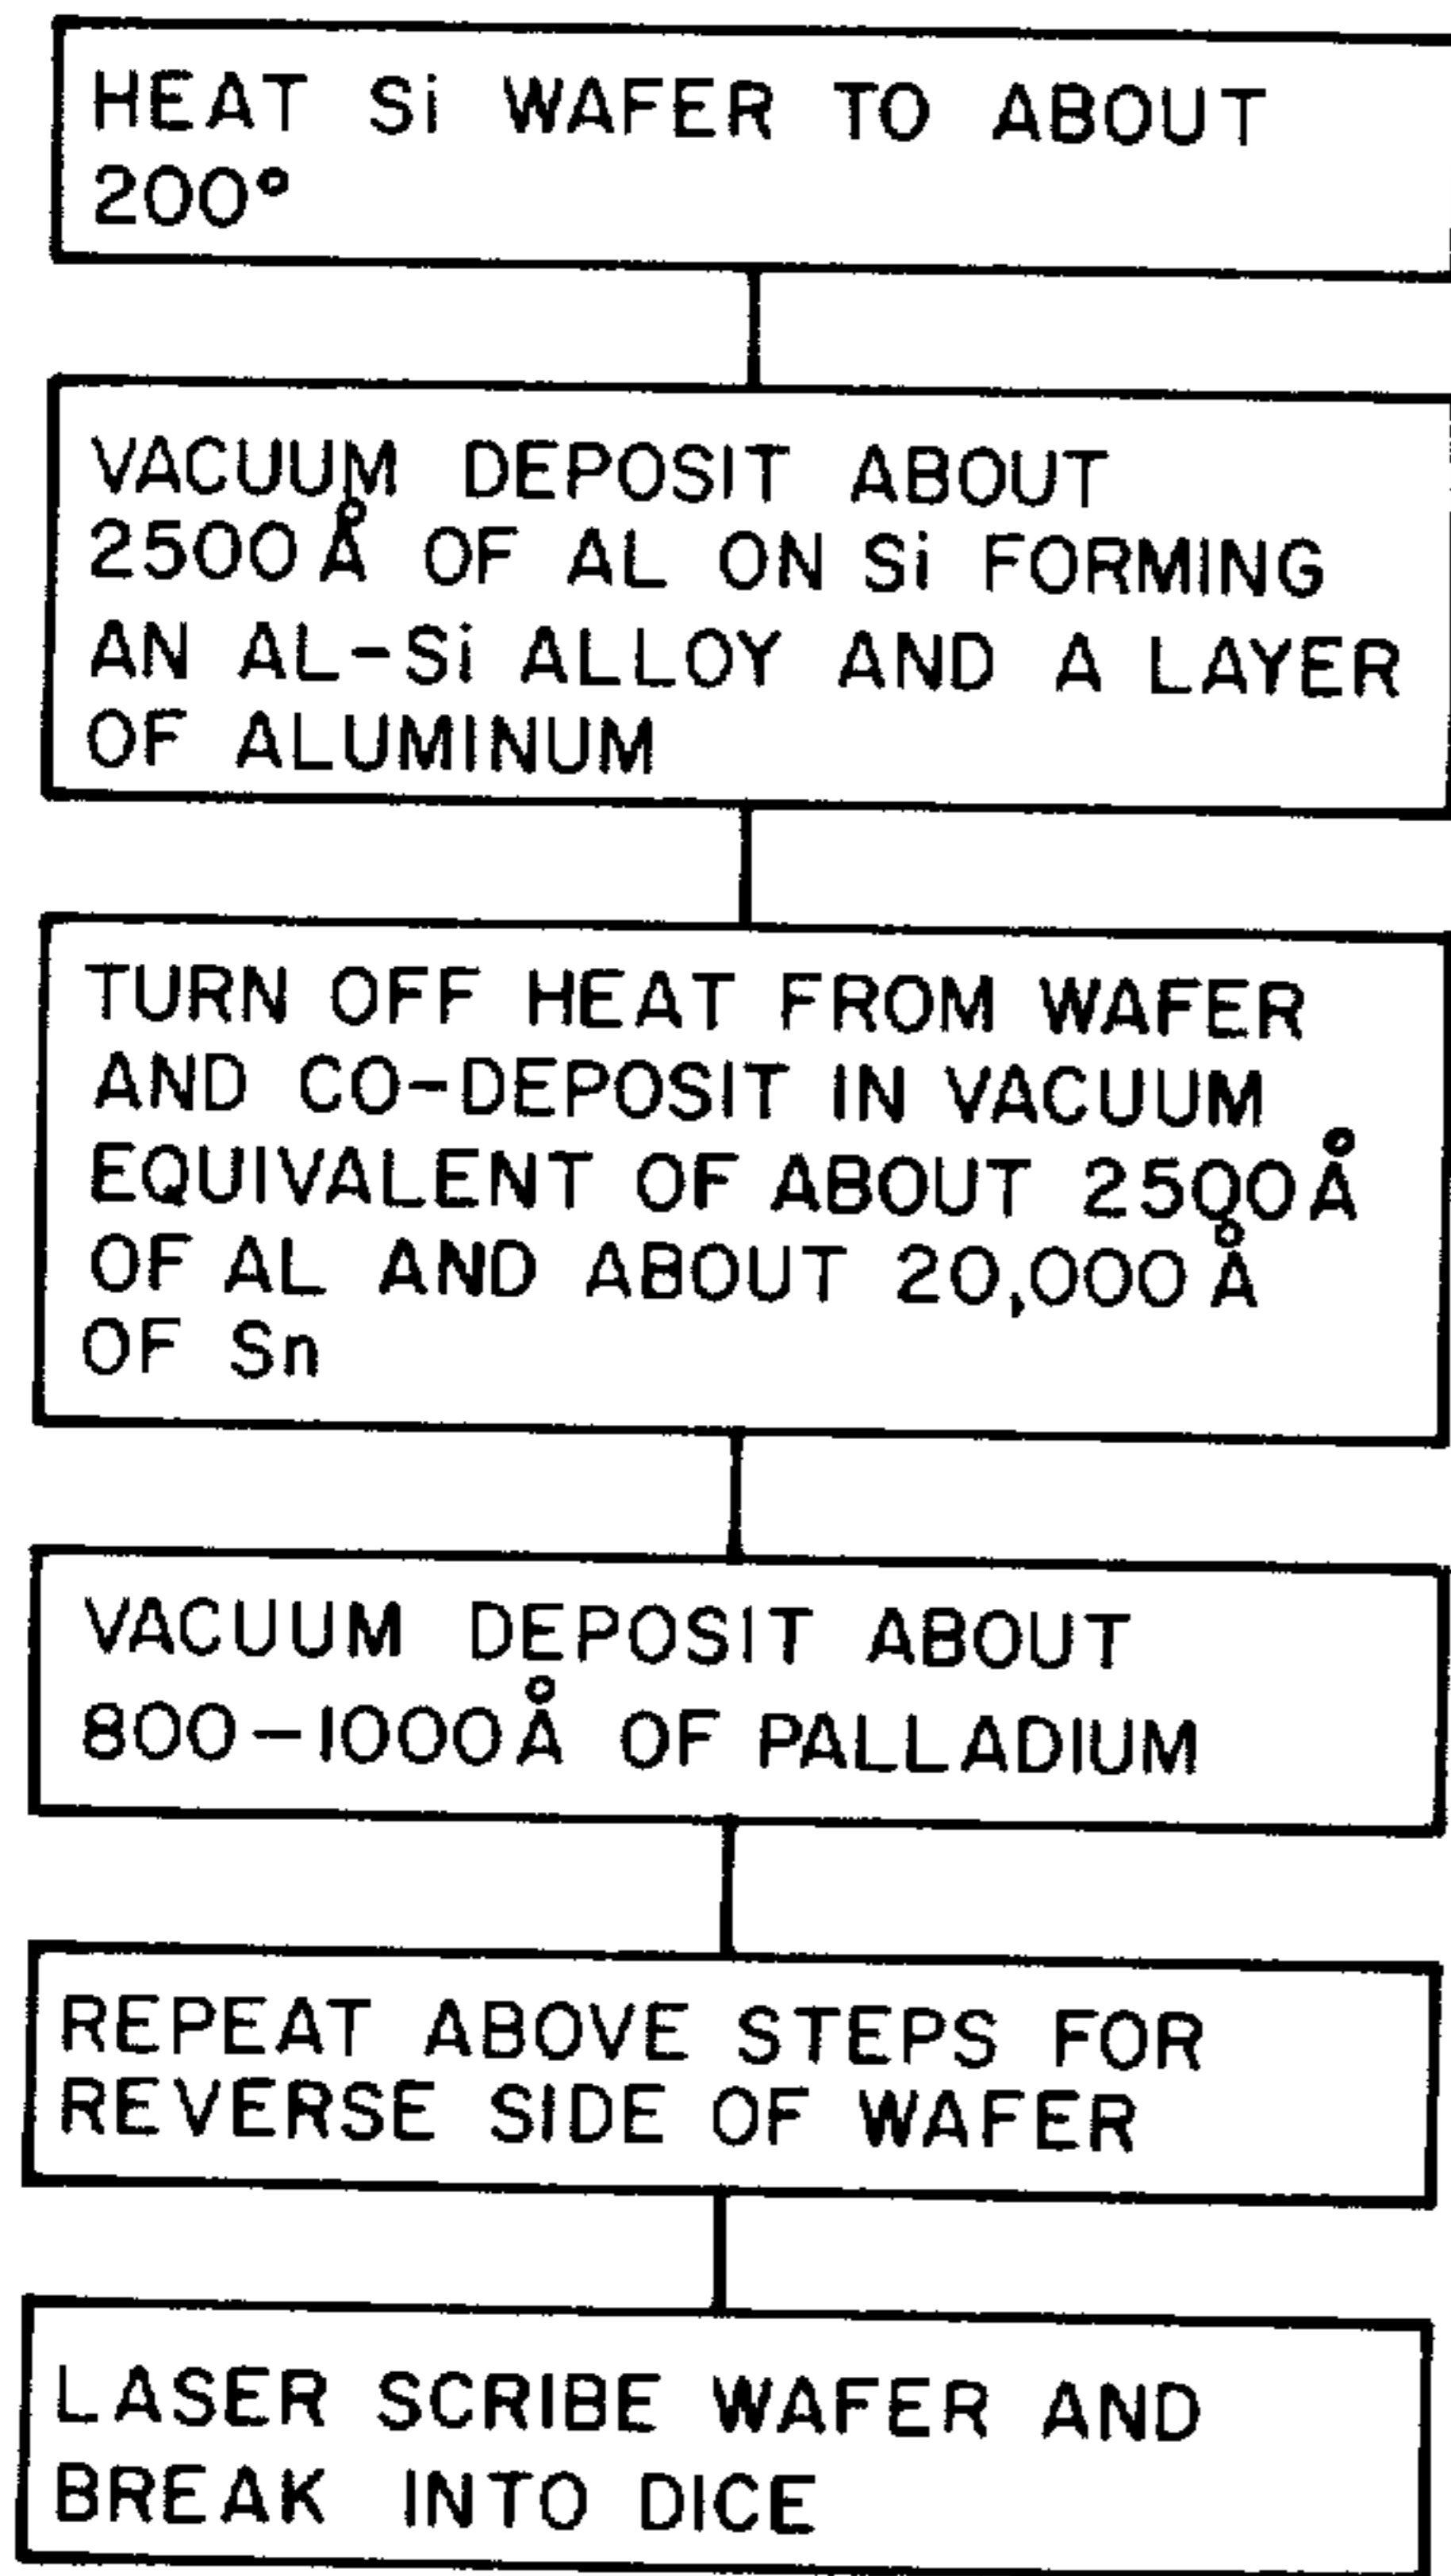 HEAT Si WAFER TO ABOUT
200°
VACUUM DEPOSIT ABOUT
2500 Å OF AL ON Si FORMING
AN AL-Si ALLOY AND A LAYER
OF ALUMINUM
TURN OFF HEAT FROM WAFER
AND CO-DEPOSIT IN VACUUM
EQUIVALENT OF ABOUT 2500 Å
OF AL AND ABOUT 20,000 Å
OF Sn
VACUUM DEPOSIT ABOUT
800-1000 Å OF PALLADIUM
REPEAT ABOVE STEPS FOR
REVERSE SIDE OF WAFER
LASER SCRIBE WAFER AND
BREAK INTO DICE